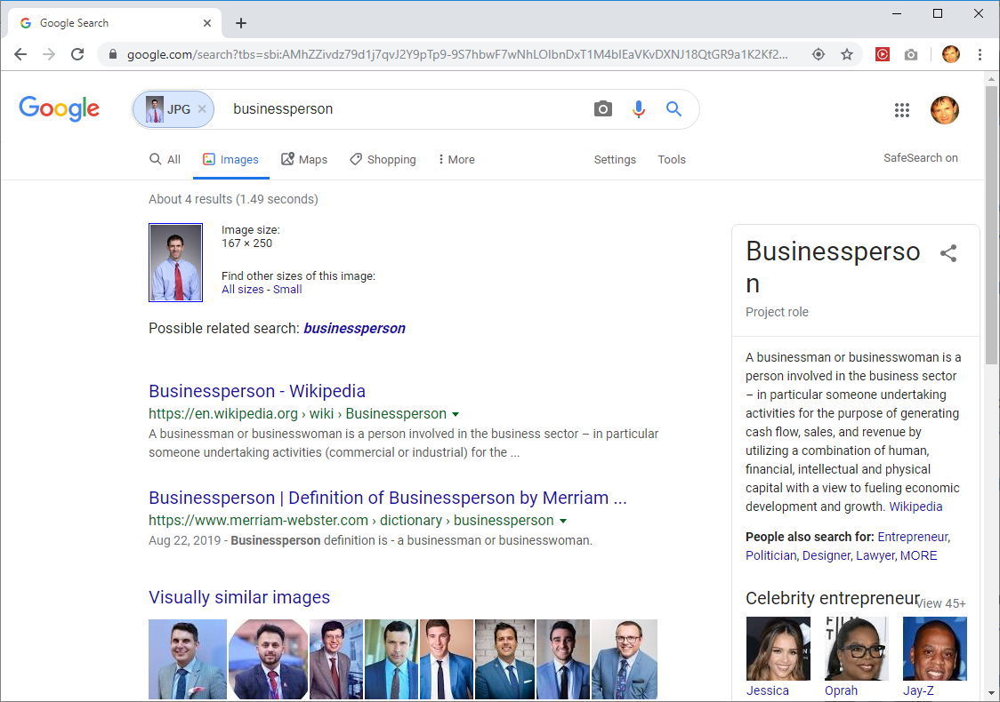 Google Search
google.com/search?tbs=sbi:AMhZZivdz79d1j7qvJ2Y9pTp9-9S7hbwF7wNhLOIbnDxT1M4bIEaVKvDXNJ18QtGR9a1K2Kf2...
Google
JPG
businessperson
All
Images
Maps
Shopping
More
Settings
Tools
SafeSearch on
About 4 results (1.49 seconds)
Image size:
167 × 250
Find other sizes of this image:
All sizes - Small
Possible related search: businessperson
Businessperson - Wikipedia
https://en.wikipedia.org › wiki › Businessperson
A businessman or businesswoman is a person involved in the business sector – in particular
someone undertaking activities (commercial or industrial) for the ...
Businessperson | Definition of Businessperson by Merriam ...
https://www.merriam-webster.com › dictionary › businessperson
Aug 22, 2019 - Businessperson definition is - a businessman or businesswoman.
Visually similar images
Businessperso
n
Project role
A businessman or businesswoman is a
person involved in the business sector
– in particular someone undertaking
activities for the purpose of generating
cash flow, sales, and revenue by
utilizing a combination of human,
financial, intellectual and physical
capital with a view to fueling economic
development and growth. Wikipedia
People also search for: Entrepreneur,
Politician, Designer, Lawyer, MORE
Celebrity entrepreneur
View 45+
Jessica
Oprah
Jay-Z